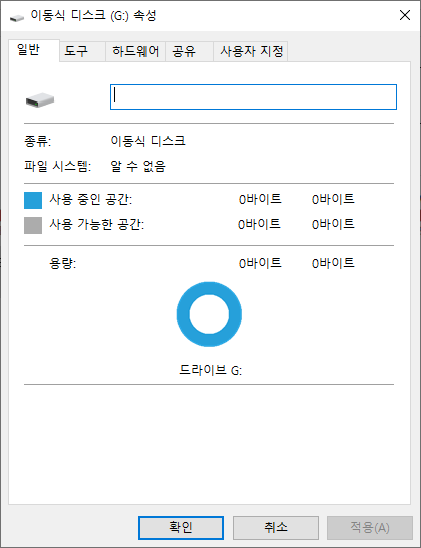 이동식 디스크 (G:) 속성
일반 도구 하드웨어 공유 사용자 지정
종류: 이동식 디스크
파일 시스템: 알 수 없음
사용 중인 공간: 0바이트 0바이트
사용 가능한 공간: 0바이트 0바이트
용량: 0바이트 0바이트
드라이브 G:
확인 취소 적용(A)